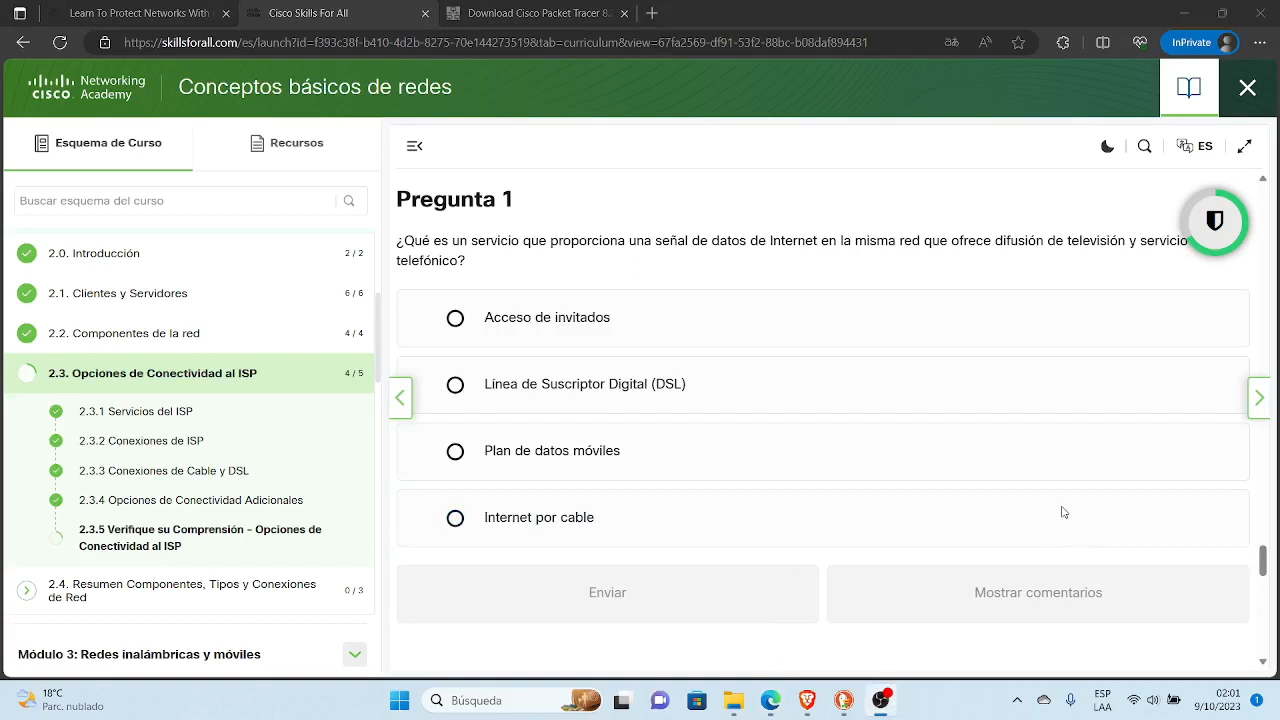 Learn To Protect Networks With
Cisco Skills For All
Download Cisco Packet Tracer 8.
https://skillsforall.com/es/launch?id=f393c38f-b410-4d2b-8275-70c144f73519&tab=curriculum&view=67fa2569-df91-53f2-88bc-b08daf894431
InPrivate
Networking
CISCO Academy
Conceptos básicos de redes
Esquema de Curso
Recursos
ES
Buscar esquema del curso
2.0. Introducción 2 / 2
2.1. Clientes y Servidores 6 / 6
2.2. Componentes de la red 4 / 4
2.3. Opciones de Conectividad al ISP 4 / 5
2.3.1 Servicios del ISP
2.3.2 Conexiones de ISP
2.3.3 Conexiones de Cable y DSL
2.3.4 Opciones de Conectividad Adicionales
2.3.5 Verifique su Comprensión - Opciones de
Conectividad al ISP
2.4. Resumen Componentes, Tipos y Conexiones
de Red 0 / 3
Módulo 3: Redes inalámbricas y móviles
Pregunta 1
¿Qué es un servicio que proporciona una señal de datos de Internet en la misma red que ofrece difusión de televisión y servicio
telefónico?
Acceso de invitados
Línea de Suscriptor Digital (DSL)
Plan de datos móviles
Internet por cable
Enviar
Mostrar comentarios
18°C
Parc. nublado
Búsqueda
ESP
LAA
02:01
9/10/2023
1